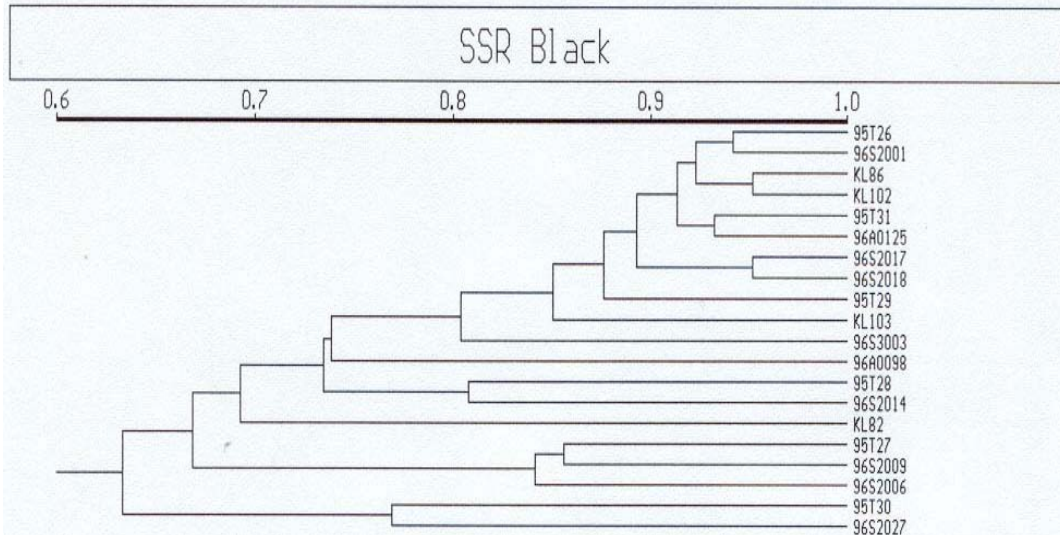 SSR Black
0.6 0.7 0.8 0.9 1.0
95T26
96S2001
KL86
KL102
95T31
96A0125
96S2017
96S2018
95T29
KL103
96S3003
96A0098
95T28
96S2014
KL82
95T27
96S2009
96S2006
95T30
96S2027